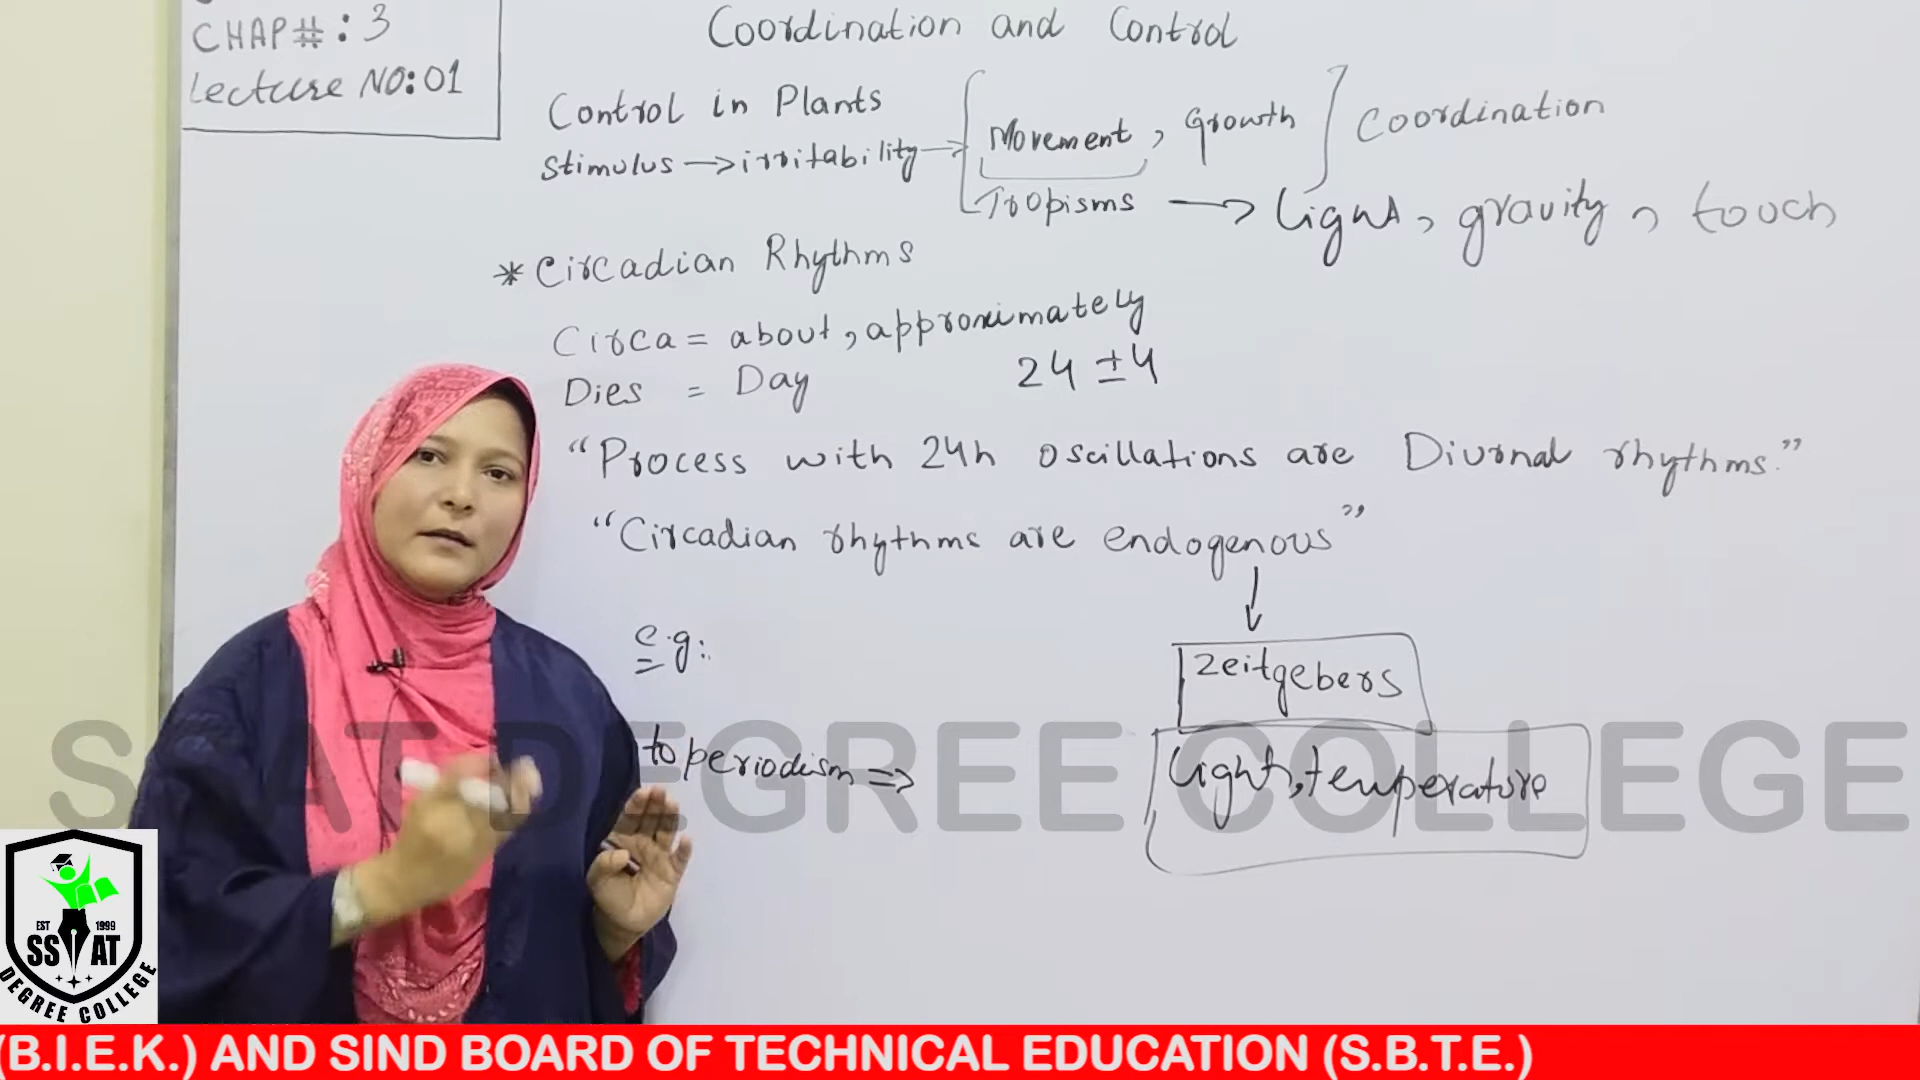 CHAP#: 3
Lecture NO:01
Coordination and Control
Control in Plants
Stimulus → irritability → Movement, Growth Coordination
Tropisms → Light, gravity, touch
* Circadian Rhythms
Circa = about, approximately
Dies = Day 24 ±4
"Process with 24h oscillations are Diurnal rhythms."
"Circadian rhythms are endogenous"
e.g:
Zeitgebers
toperiodism ⇒
light, temperature
SSAT DEGREE COLLEGE
EST 1999
SSAT
DEGREE COLLEGE
(B.I.E.K.) AND SIND BOARD OF TECHNICAL EDUCATION (S.B.T.E.)